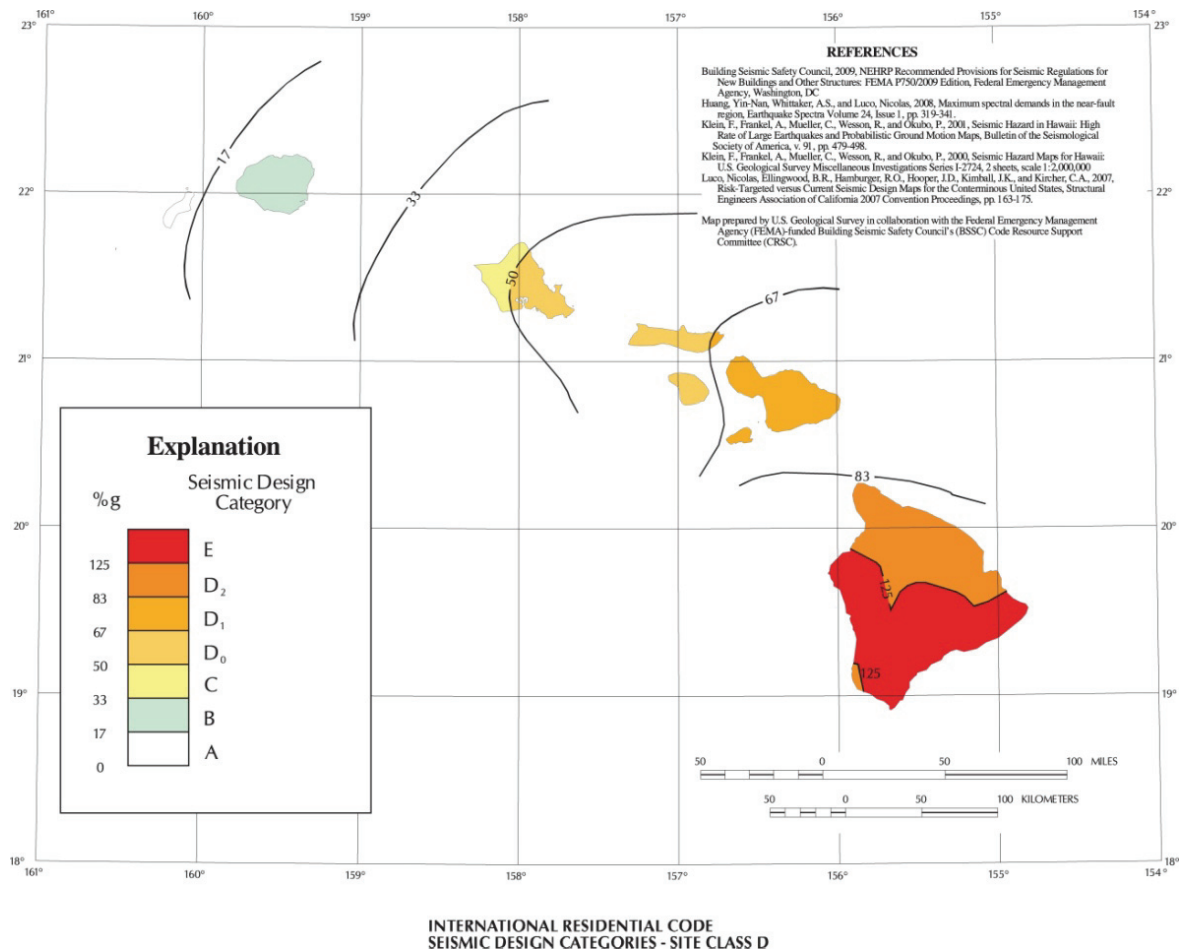 161°
160°
159°
158°
157°
156°
155°
154°
23°
23°
REFERENCES
Building Seismic Safety Council, 2009, NEHRP Recommended Provisions for Seismic Regulations for
New Buildings and Other Structures: FEMA P750/2009 Edition, Federal Emergency Management
Agency, Washington, DC
Huang, Yin-Nan, Whittaker, A.S., and Luco, Nicolas, 2008, Maximum spectral demands in the near-fault
region, Earthquake Spectra Volume 24, Issue 1, pp. 319-341.
Klein, F., Frankel, A., Mueller, C., Wesson, R., and Okubo, P., 2001, Seismic Hazard in Hawaii: High
Rate of Large Earthquakes and Probabilistic Ground Motion Maps, Bulletin of the Seismological
Society of America, v. 91, pp. 479-498.
Klein, F., Frankel, A., Mueller, C., Wesson, R., and Okubo, P., 2000, Seismic Hazard Maps for Hawaii:
U.S. Geological Survey Miscellaneous Investigations Series I-2724, 2 sheets, scale 1:2,000,000
Luco, Nicolas, Ellingwood, B.R., Hamburger, R.O., Hooper, J.D., Kimball, J.K., and Kircher, C.A., 2007,
Risk-Targeted versus Current Seismic Design Maps for the Conterminous United States, Structural
Engineers Association of California 2007 Convention Proceedings, pp. 163-175.
Map prepared by U.S. Geological Survey in collaboration with the Federal Emergency Management
Agency (FEMA)-funded Building Seismic Safety Council's (BSSC) Code Resource Support
Committee (CRSC).
17
33
22°
22°
50
67
21°
21°
83
20°
20°
125
125
19°
19°
Explanation
%g
Seismic Design
Category
E
125
D2
83
D1
67
D0
50
C
33
B
17
A
0
50 0 50 100 MILES
50 0 50 100 KILOMETERS
18°
18°
161°
160°
159°
158°
157°
156°
155°
154°
INTERNATIONAL RESIDENTIAL CODE
SEISMIC DESIGN CATEGORIES - SITE CLASS D